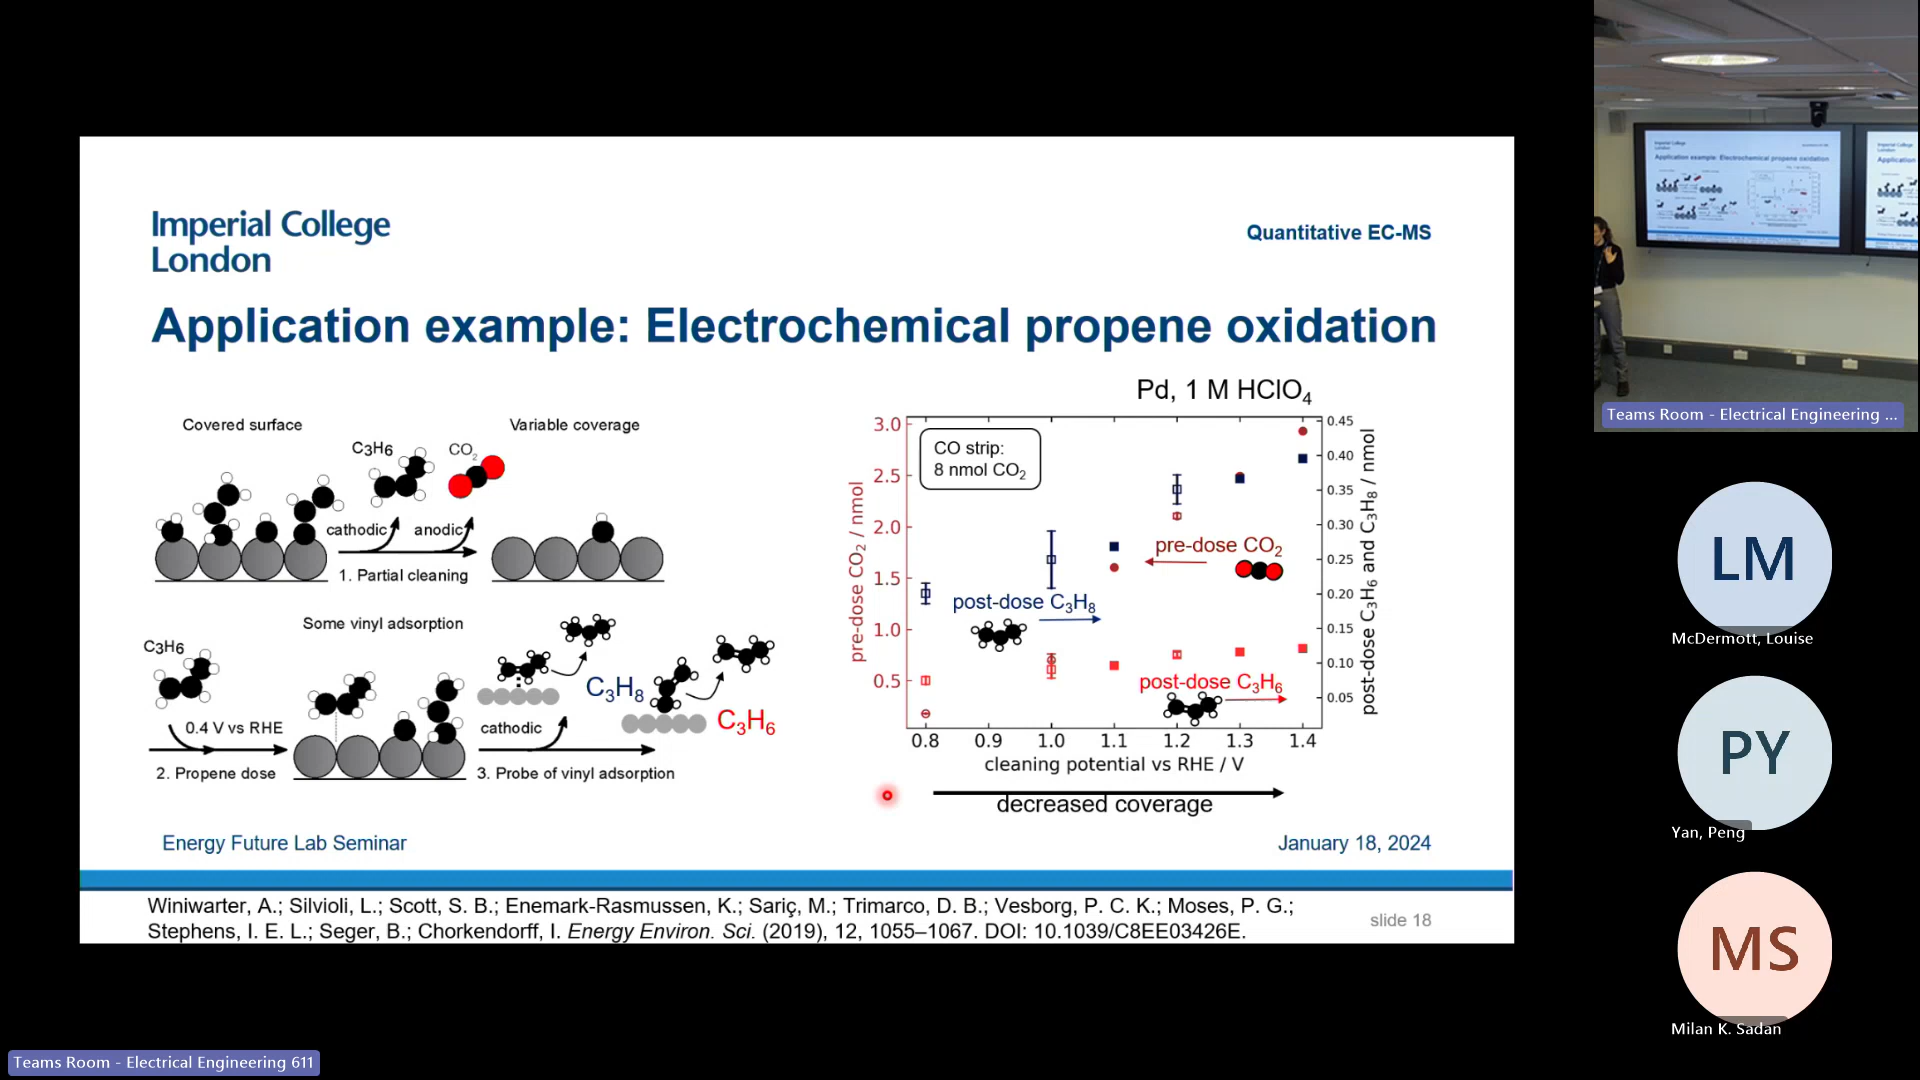 Imperial College
London
Quantitative EC-MS
Application example: Electrochemical propene oxidation
Covered surface
C3H6
CO2
Variable coverage
cathodic
anodic
1. Partial cleaning
Some vinyl adsorption
C3H6
0.4 V vs RHE
2. Propene dose
cathodic
3. Probe of vinyl adsorption
C3H8
C3H6
Pd, 1 M HClO4
CO strip:
8 nmol CO2
pre-dose CO2 / nmol
3.0
2.5
2.0
1.5
1.0
0.5
pre-dose CO2
post-dose C3H8
post-dose C3H6
0.45
0.40
0.35
0.30
0.25
0.20
0.15
0.10
0.05
post-dose C3H6 and C3H8 / nmol
0.8 0.9 1.0 1.1 1.2 1.3 1.4
cleaning potential vs RHE / V
decreased coverage
Energy Future Lab Seminar
January 18, 2024
Winiwarter, A.; Silvioli, L.; Scott, S. B.; Enemark-Rasmussen, K.; Sariç, M.; Trimarco, D. B.; Vesborg, P. C. K.; Moses, P. G.;
Stephens, I. E. L.; Seger, B.; Chorkendorff, I. Energy Environ. Sci. (2019), 12, 1055–1067. DOI: 10.1039/C8EE03426E.
slide 18
Teams Room - Electrical Engineering ...
LM
McDermott, Louise
PY
Yan, Peng
MS
Milan K. Sadan
Teams Room - Electrical Engineering 611